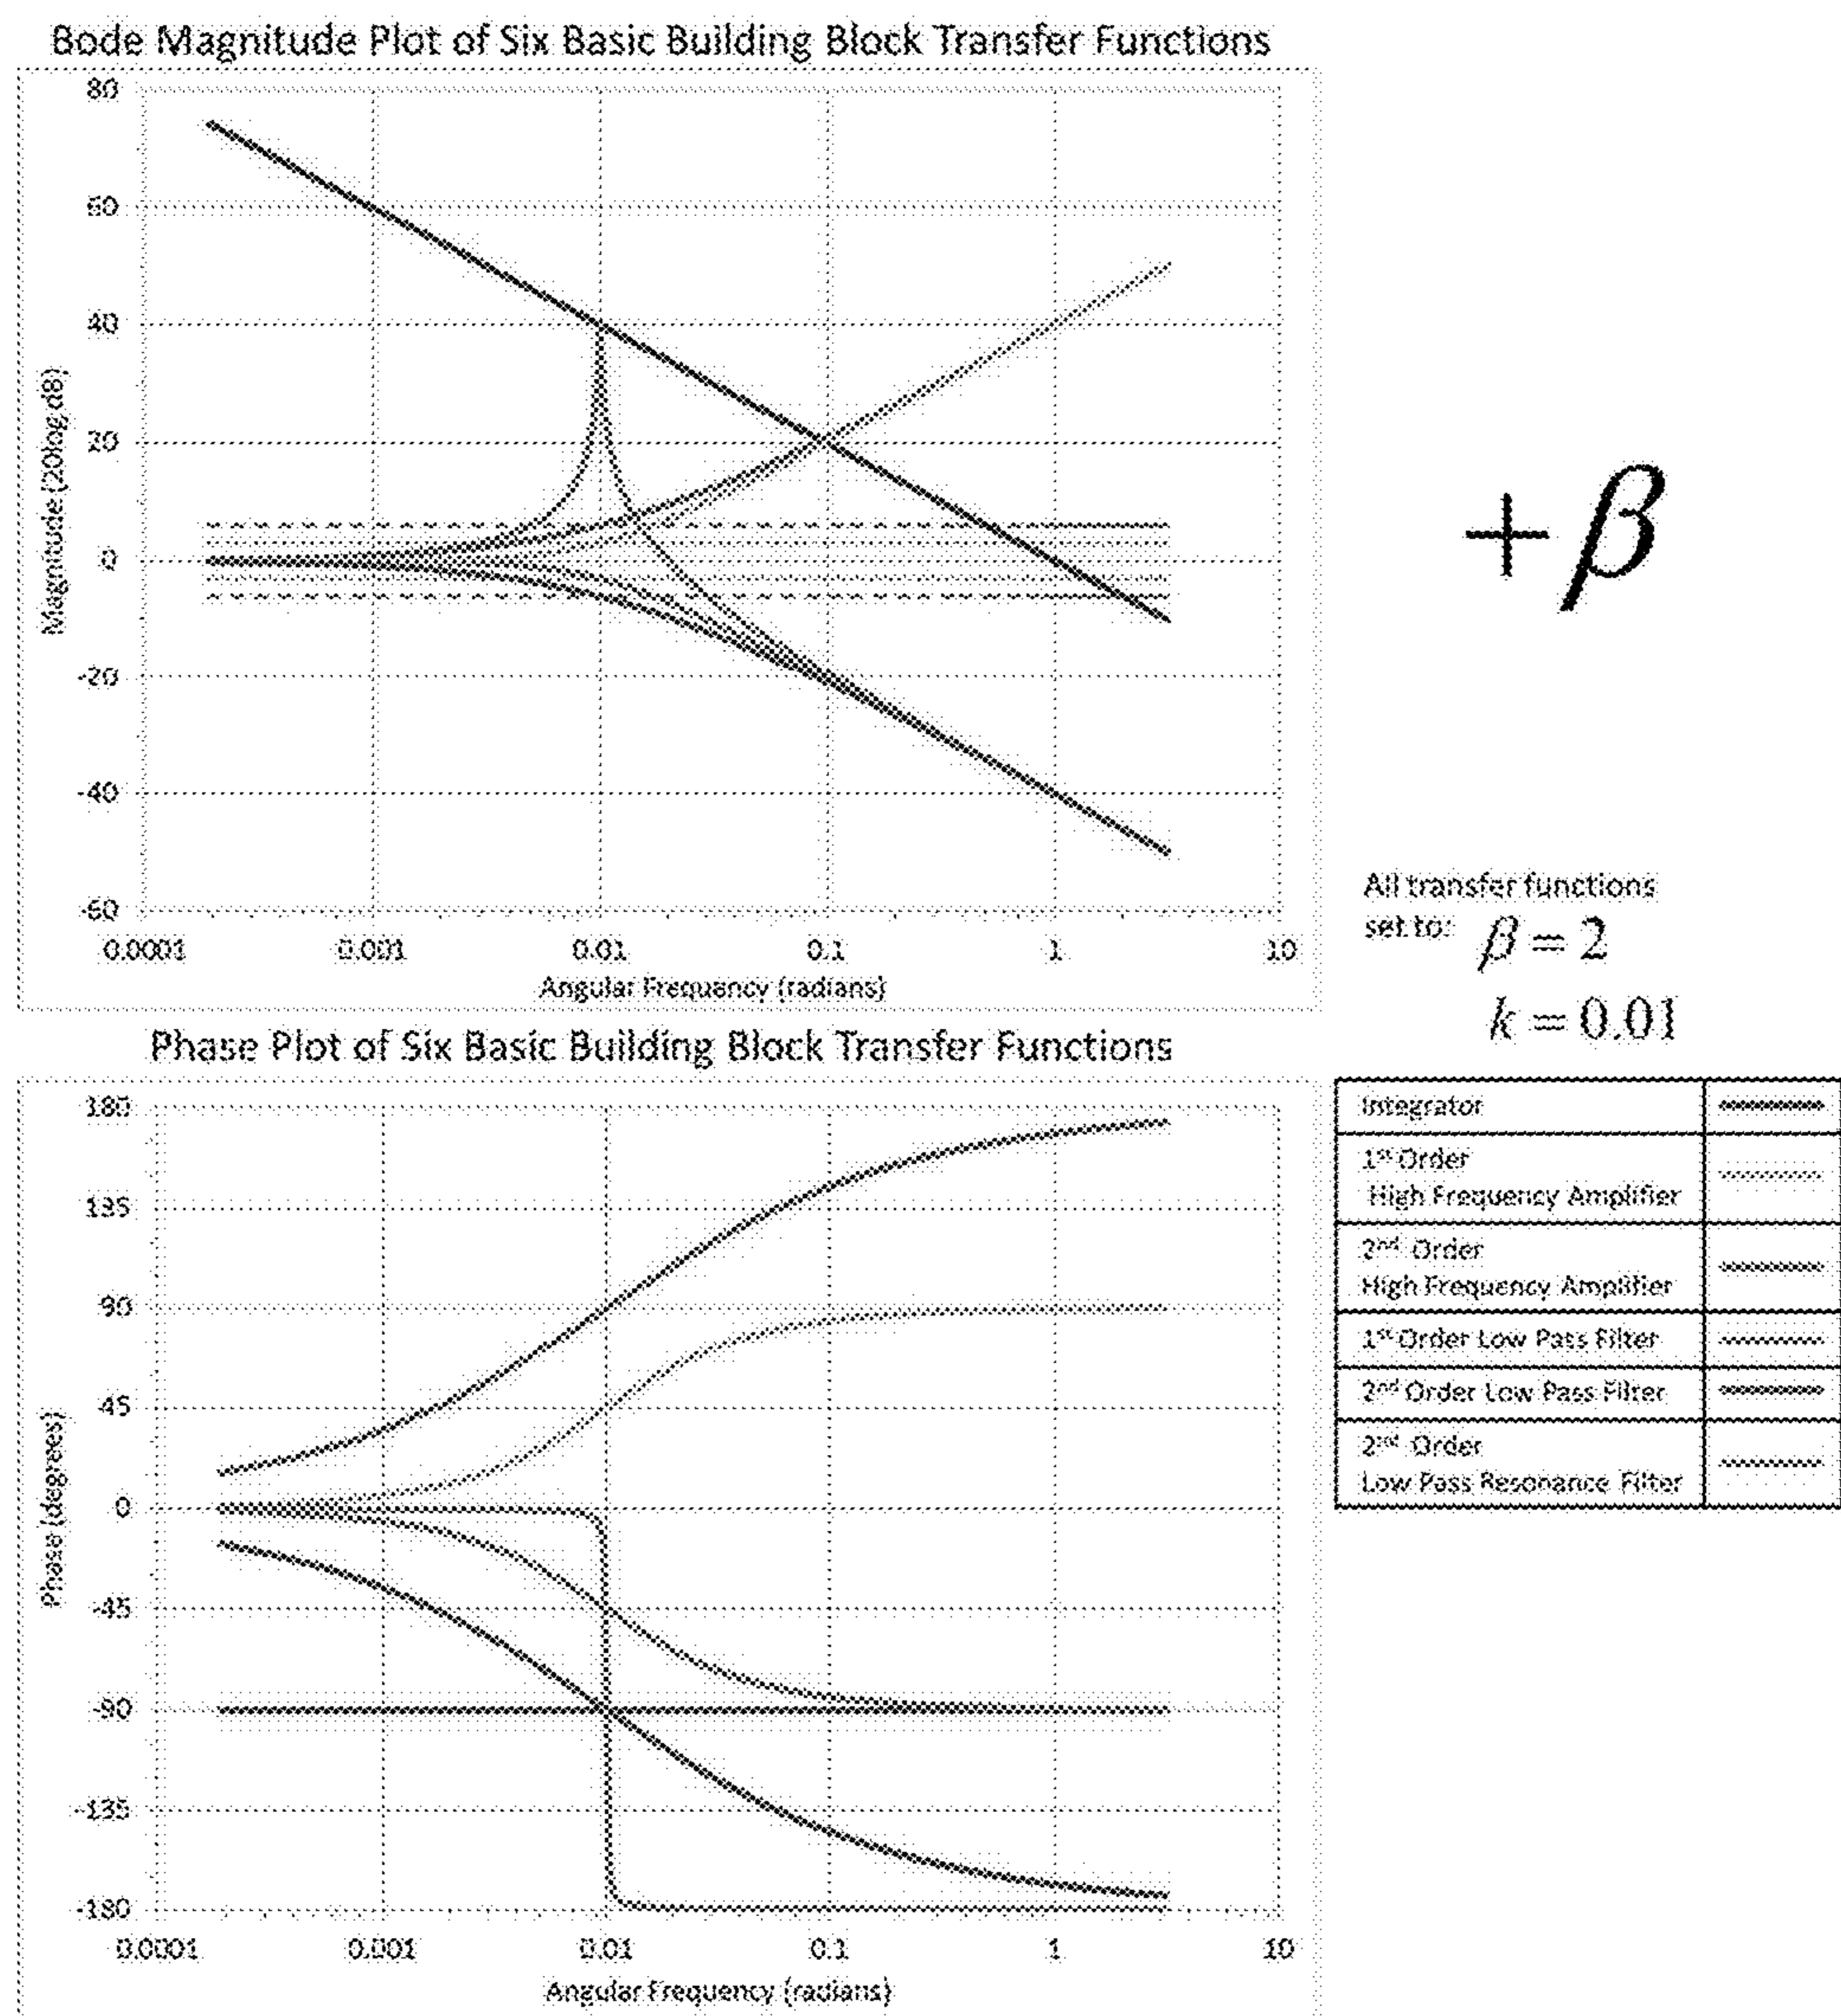 Bode Magnitude Plot of Six Basic Building Block Transfer Functions
80
60
40
20
0
-20
-40
-60
Magnitude (20log dB)
0.0001 0.001 0.01 0.1 1 10
Angular Frequency (radians)
+β
All transfer functions
set to: β = 2
k = 0.01
Phase Plot of Six Basic Building Block Transfer Functions
180
135
90
45
0
-45
-90
-135
-180
Phase (degrees)
0.0001 0.001 0.01 0.1 1 10
Angular Frequency (radians)
Integrator
1st Order
High Frequency Amplifier
2nd Order
High Frequency Amplifier
1st Order Low Pass Filter
2nd Order Low Pass Filter
2nd Order
Low Pass Resonance Filter